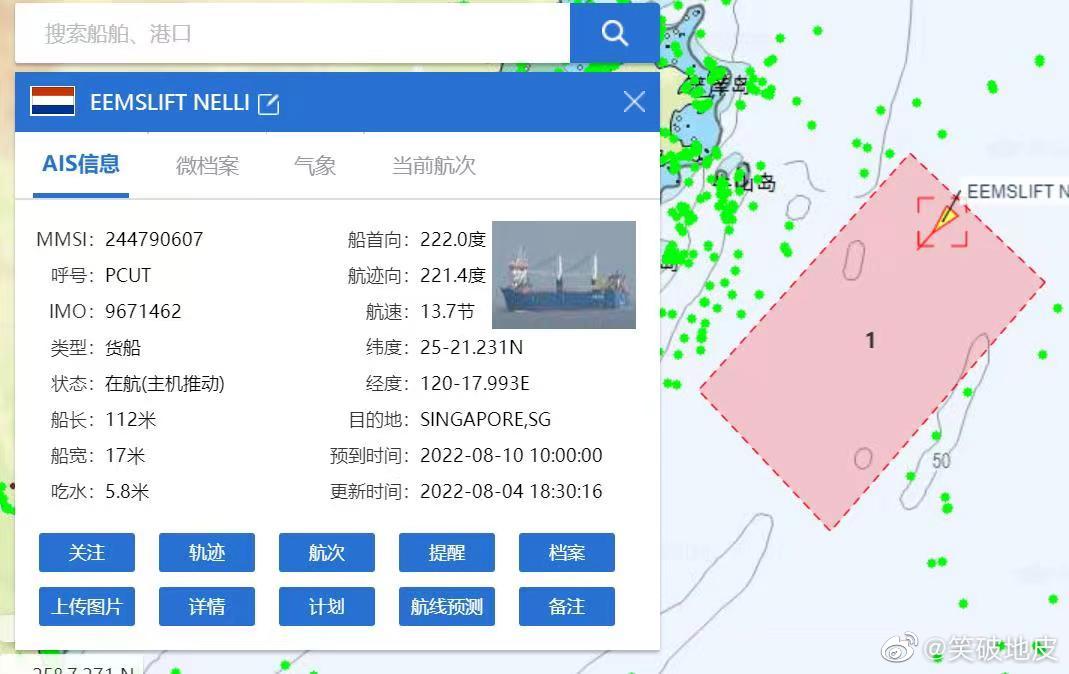 搜索船舶、港口
EEMSLIFT NELLI
AIS信息 微档案 气象 当前航次
MMSI: 244790607 船首向: 222.0度
呼号: PCUT 航迹向: 221.4度
IMO: 9671462 航速: 13.7节
类型: 货船 纬度: 25-21.231N
状态: 在航(主机推动) 经度: 120-17.993E
船长: 112米 目的地: SINGAPORE,SG
船宽: 17米 预到时间: 2022-08-10 10:00:00
吃水: 5.8米 更新时间: 2022-08-04 18:30:16
关注 轨迹 航次 提醒 档案
上传图片 详情 计划 航线预测 备注
山岛
EEMSLIFT N
1
50
@笑破地皮